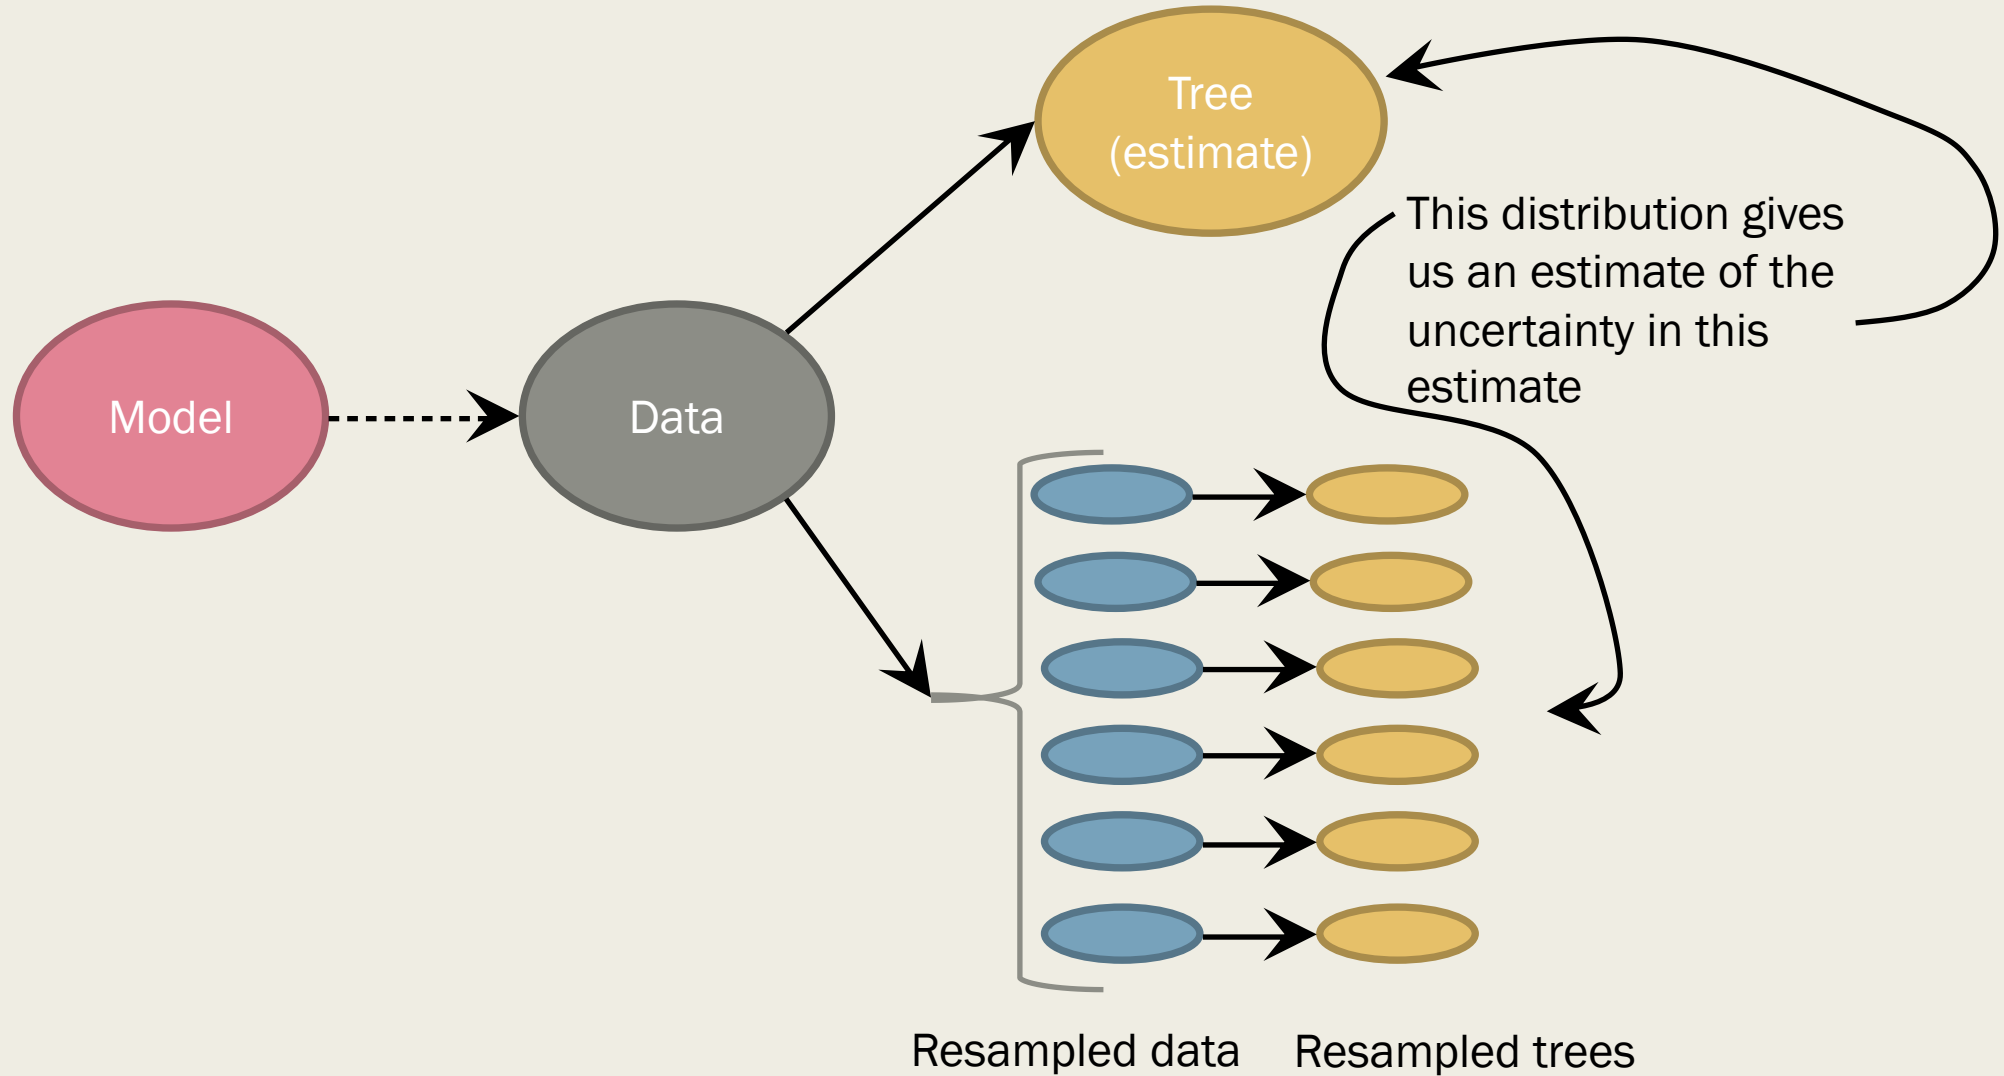 Tree
(estimate)
This distribution gives
us an estimate of the
uncertainty in this
estimate
Model
Data
Resampled data
Resampled trees